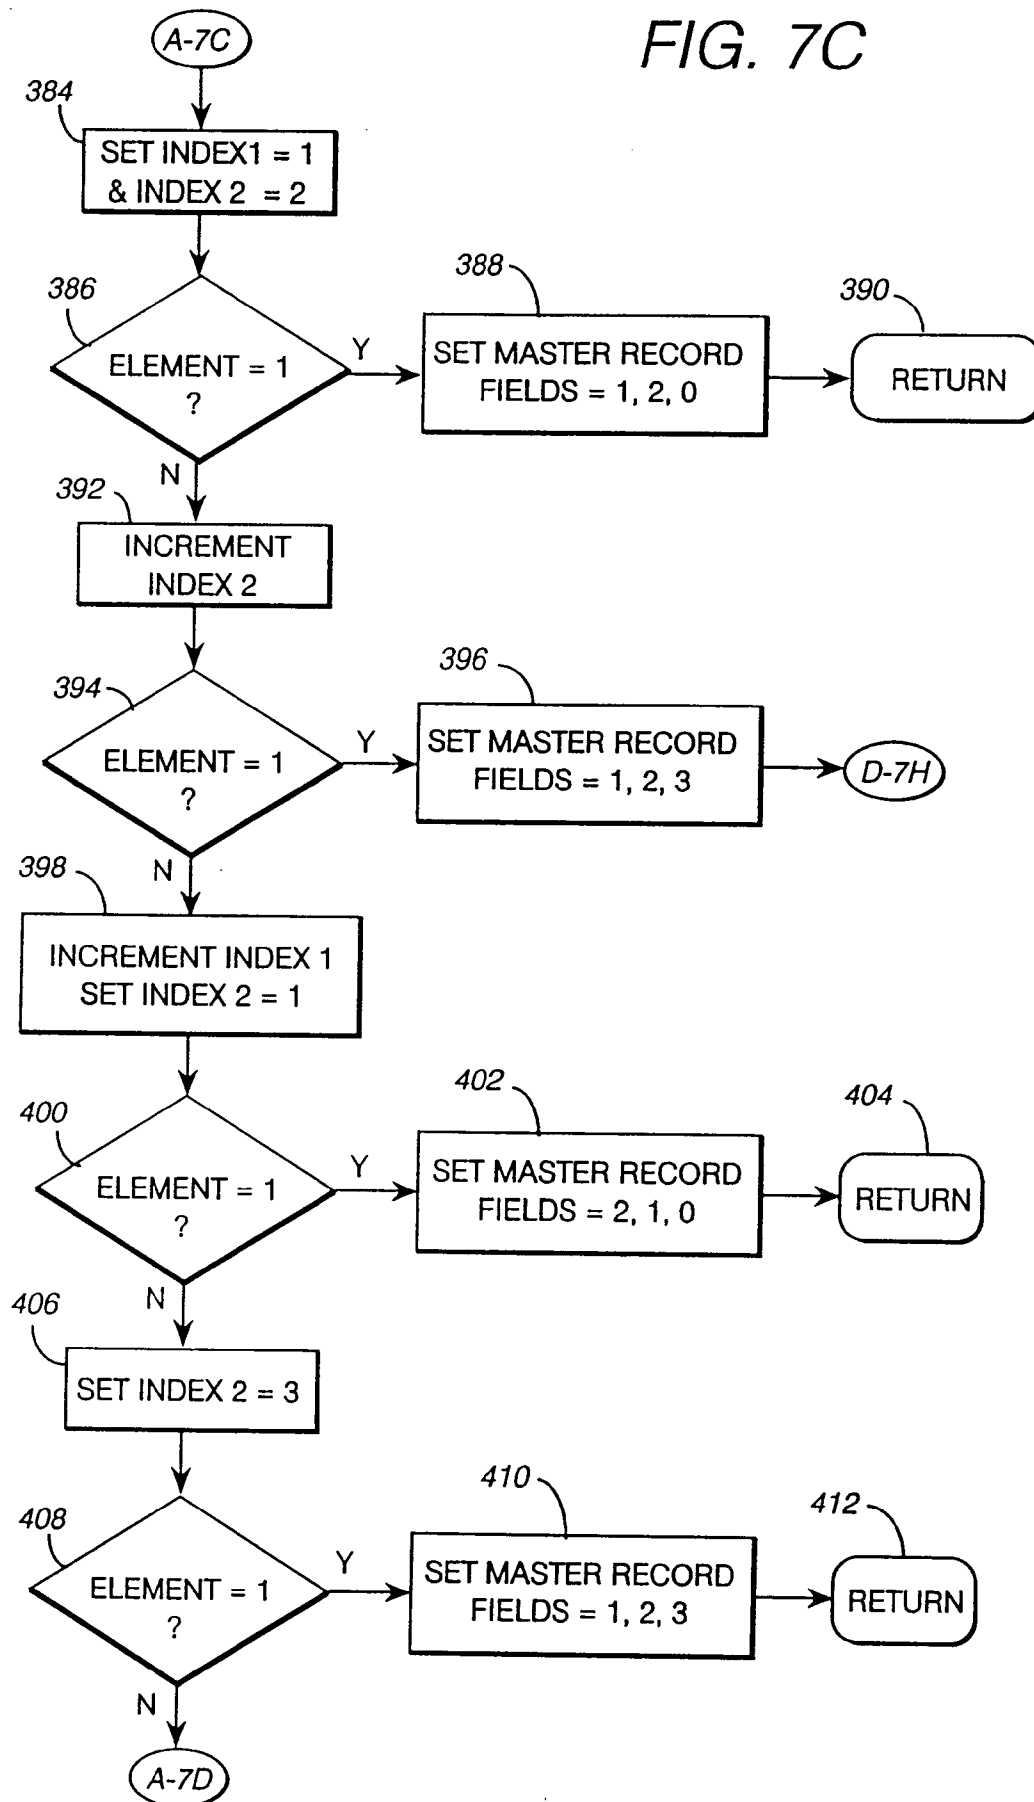 A-7C
FIG. 7C
384
SET INDEX1 = 1
& INDEX 2 = 2
386
ELEMENT = 1
?
Y
N
388
SET MASTER RECORD
FIELDS = 1, 2, 0
390
RETURN
392
INCREMENT
INDEX 2
394
ELEMENT = 1
?
Y
N
396
SET MASTER RECORD
FIELDS = 1, 2, 3
D-7H
398
INCREMENT INDEX 1
SET INDEX 2 = 1
400
ELEMENT = 1
?
Y
N
402
SET MASTER RECORD
FIELDS = 2, 1, 0
404
RETURN
406
SET INDEX 2 = 3
408
ELEMENT = 1
?
Y
N
410
SET MASTER RECORD
FIELDS = 1, 2, 3
412
RETURN
A-7D